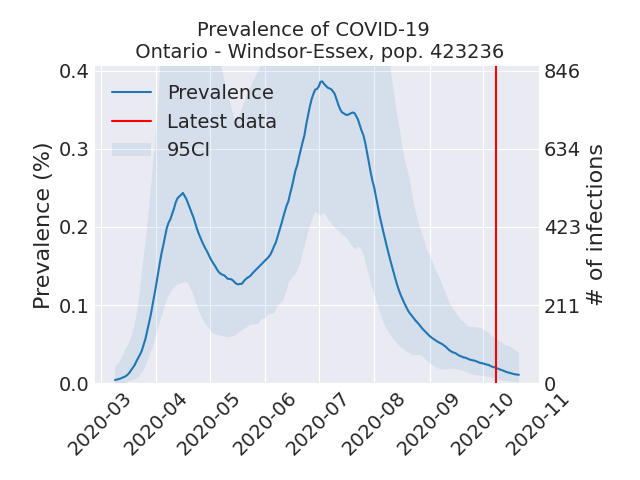 Prevalence of COVID-19
Ontario - Windsor-Essex, pop. 423236
Prevalence (%)
0.4
0.3
0.2
0.1
0.0
Prevalence
Latest data
95CI
846
634
423
211
0
# of infections
2020-03
2020-04
2020-05
2020-06
2020-07
2020-08
2020-09
2020-10
2020-11